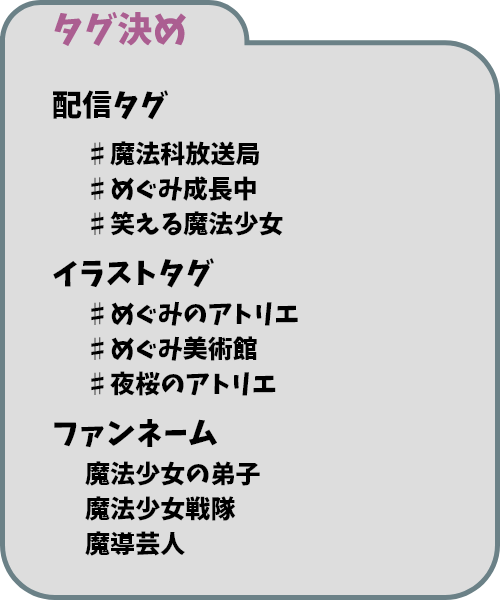 タグ決め
配信タグ
♯魔法科放送局
♯めぐみ成長中
♯笑える魔法少女
イラストタグ
♯めぐみのアトリエ
♯めぐみ美術館
♯夜桜のアトリエ
ファンネーム
魔法少女の弟子
魔法少女戦隊
魔導芸人